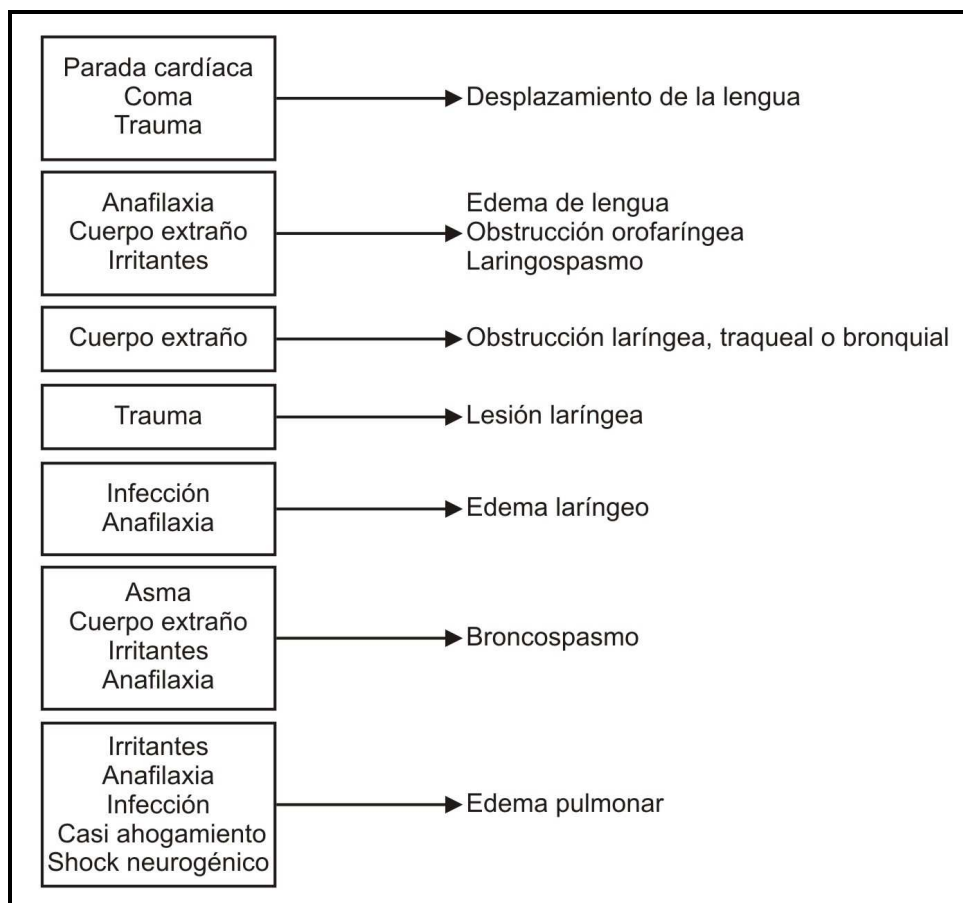 Parada cardíaca
Coma
Trauma
Desplazamiento de la lengua
Anafilaxia
Cuerpo extraño
Irritantes
Edema de lengua
Obstrucción orofaríngea
Laringospasmo
Cuerpo extraño
Obstrucción laríngea, traqueal o bronquial
Trauma
Lesión laríngea
Infección
Anafilaxia
Edema laríngeo
Asma
Cuerpo extraño
Irritantes
Anafilaxia
Broncospasmo
Irritantes
Anafilaxia
Infección
Casi ahogamiento
Shock neurogénico
Edema pulmonar